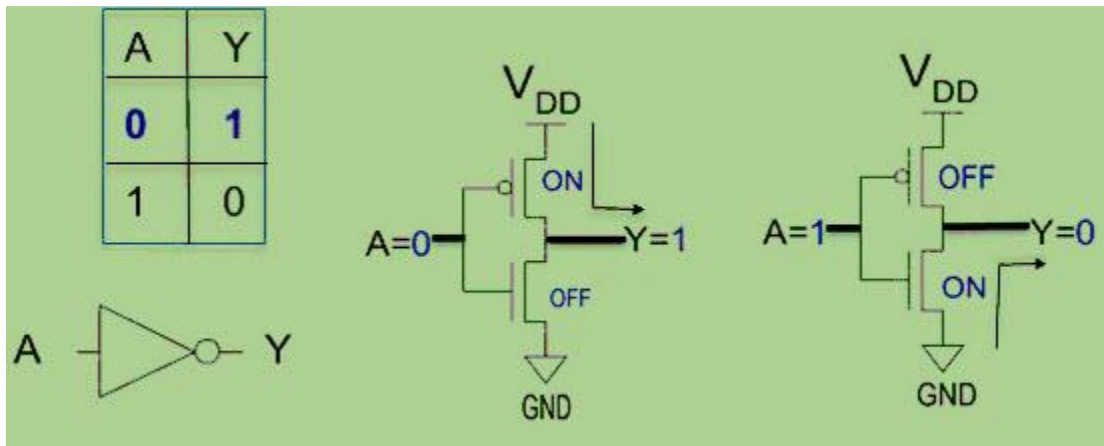 A Y
0 1
1 0
A Y
VDD
ON
A=0 Y=1
OFF
GND
VDD
OFF
A=1 Y=0
ON
GND